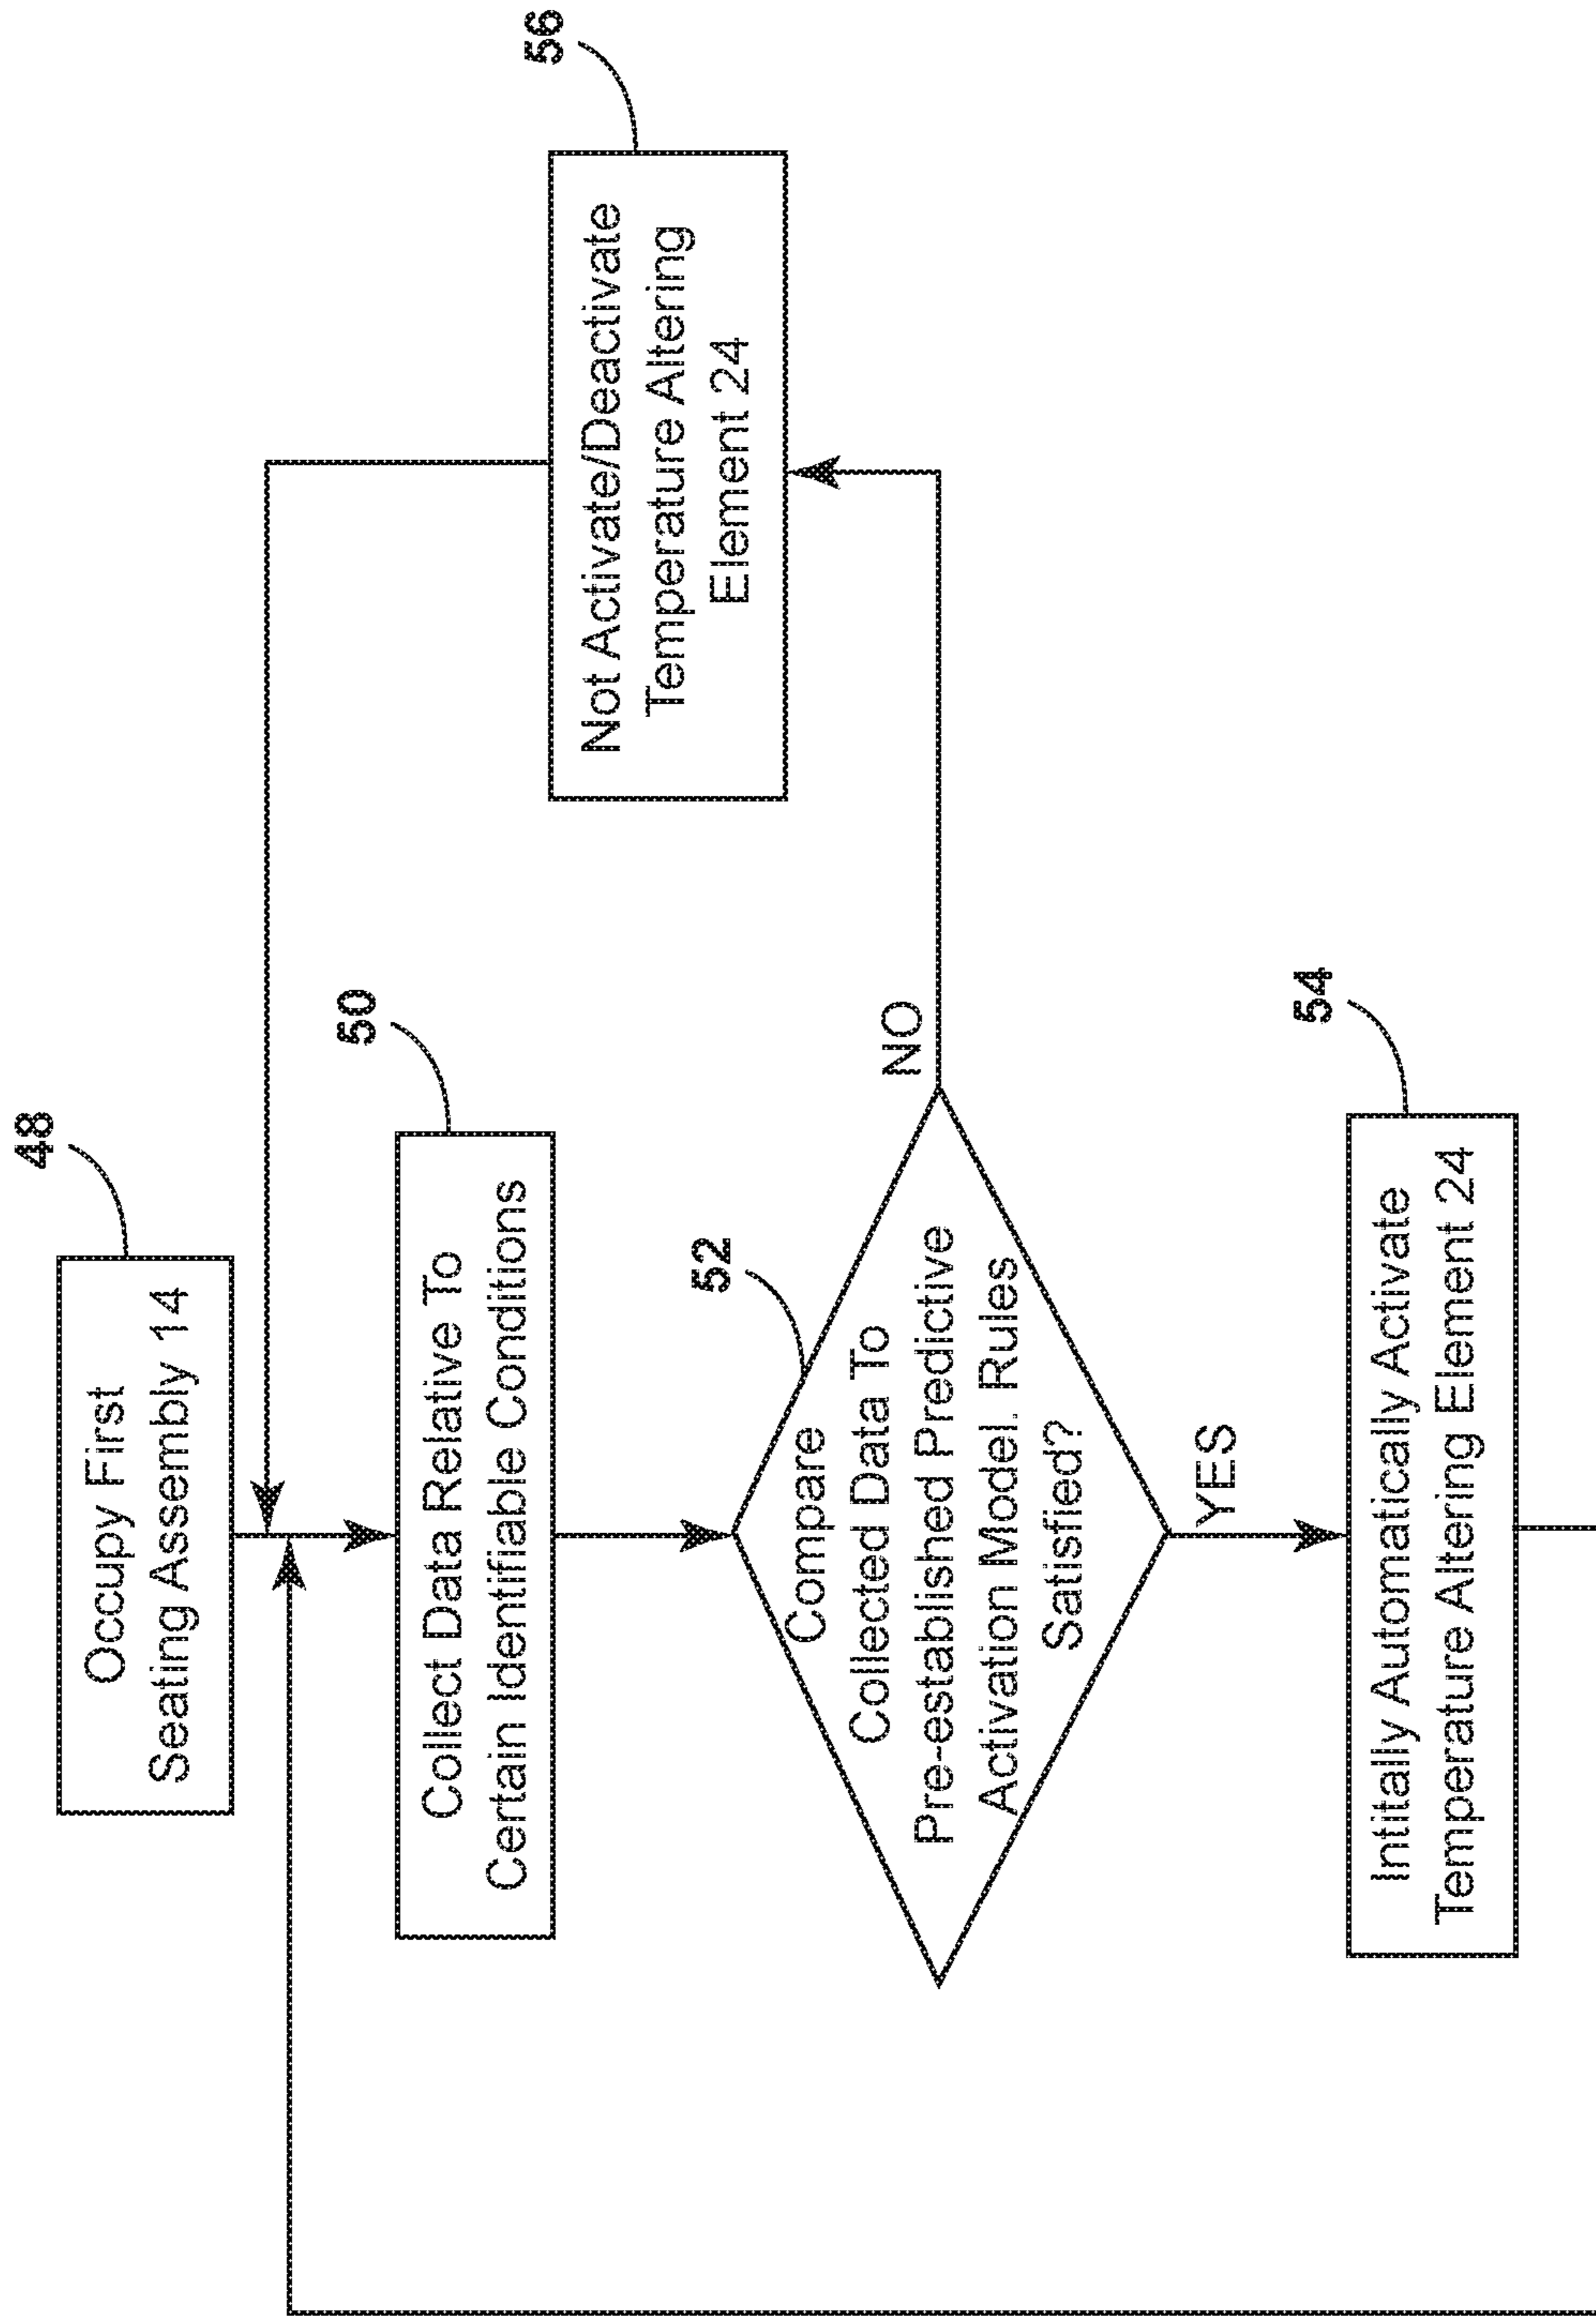 48
Occupy First
Seating Assembly 14
50
Collect Data Relative To
Certain Identifiable Conditions
52
Compare
Collected Data To
Pre-established Predictive
Activation Model. Rules
Satisfied?
NO
56
Not Activate/Deactivate
Temperature Altering
Element 24
YES
54
Intitally Automatically Activate
Temperature Altering Element 24